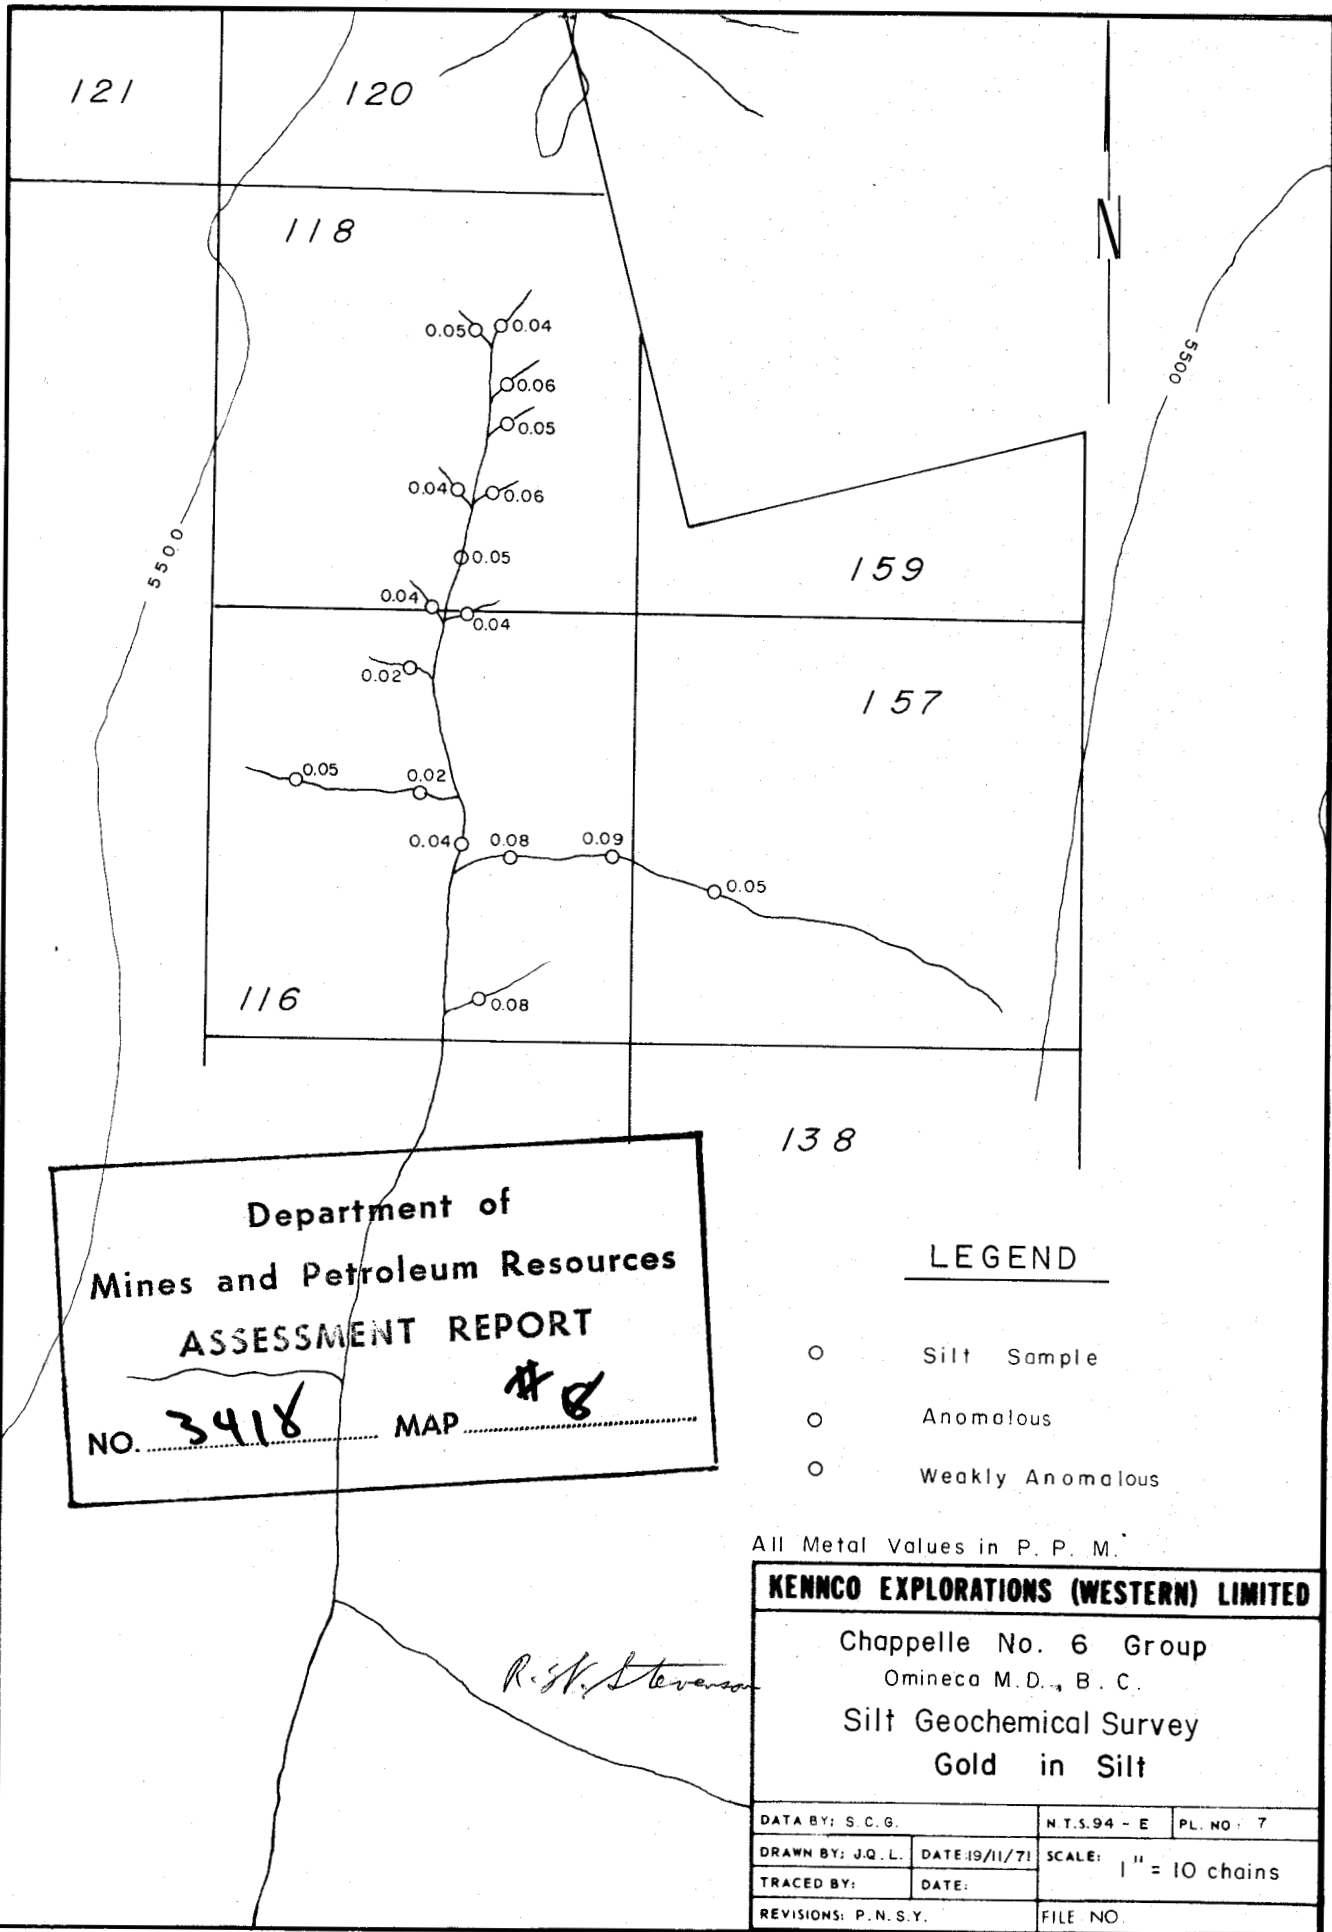 121
120
118
N
0.05 0.04
0.06
0.05
5500
0.04 0.06
0.05
5500
159
0.04
0.04
0.02
157
0.05
0.02
0.04 0.08 0.09
0.05
116
0.08
138
Department of
Mines and Petroleum Resources
ASSESSMENT REPORT
NO. 3418 MAP #8
LEGEND
Silt Sample
Anomalous
Weakly Anomalous
All Metal Values in P. P. M.
KENNCO EXPLORATIONS (WESTERN) LIMITED
Chappelle No. 6 Group
Omineca M.D., B.C.
Silt Geochemical Survey
Gold in Silt
R. W. Stevenson
DATA BY: S.C.G.
N.T.S. 94 - E
PL. NO: 7
DRAWN BY: J.Q.L.
DATE: 19/11/71
SCALE: 1" = 10 chains
TRACED BY:
DATE:
REVISIONS: P.N.S.Y.
FILE NO.